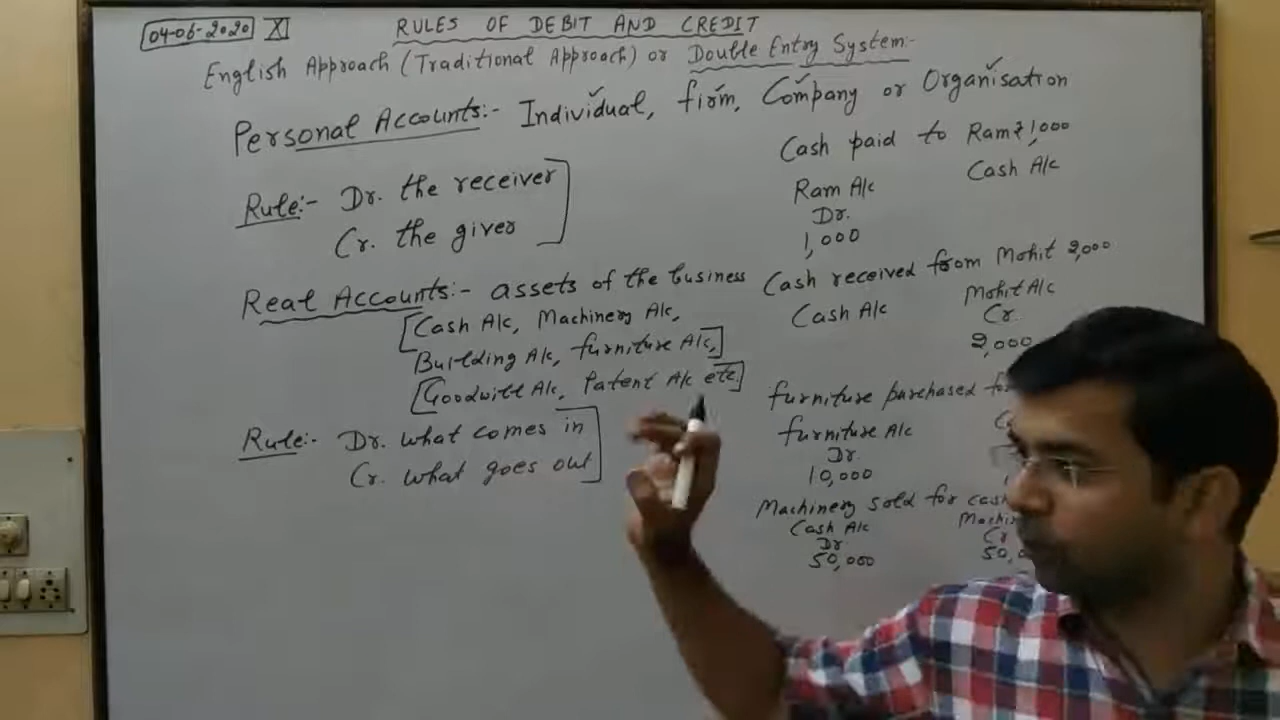 04-06-2020 XI
RULES OF DEBIT AND CREDIT
English Approach (Traditional Approach) or Double Entry System:-
Personal Accounts:- Individual, firm, Company or Organisation
Rule:- Dr. the receiver
Cr. the giver
Real Accounts:- assets of the business
[Cash A/c, Machinery A/c,
Building A/c, furniture A/c,]
[Goodwill A/c, Patent A/c etc.]
Rule:- Dr. what comes in
Cr. what goes out
Cash paid to Ram ₹1,000
Ram A/c Cash A/c
Dr.
1,000
Cash received from Mohit 2,000
Cash A/c Mohit A/c
Cr.
2,000
furniture purchased
furniture A/c
Dr.
10,000
Machinery sold for cash
Cash A/c
Dr. Cr
50,000